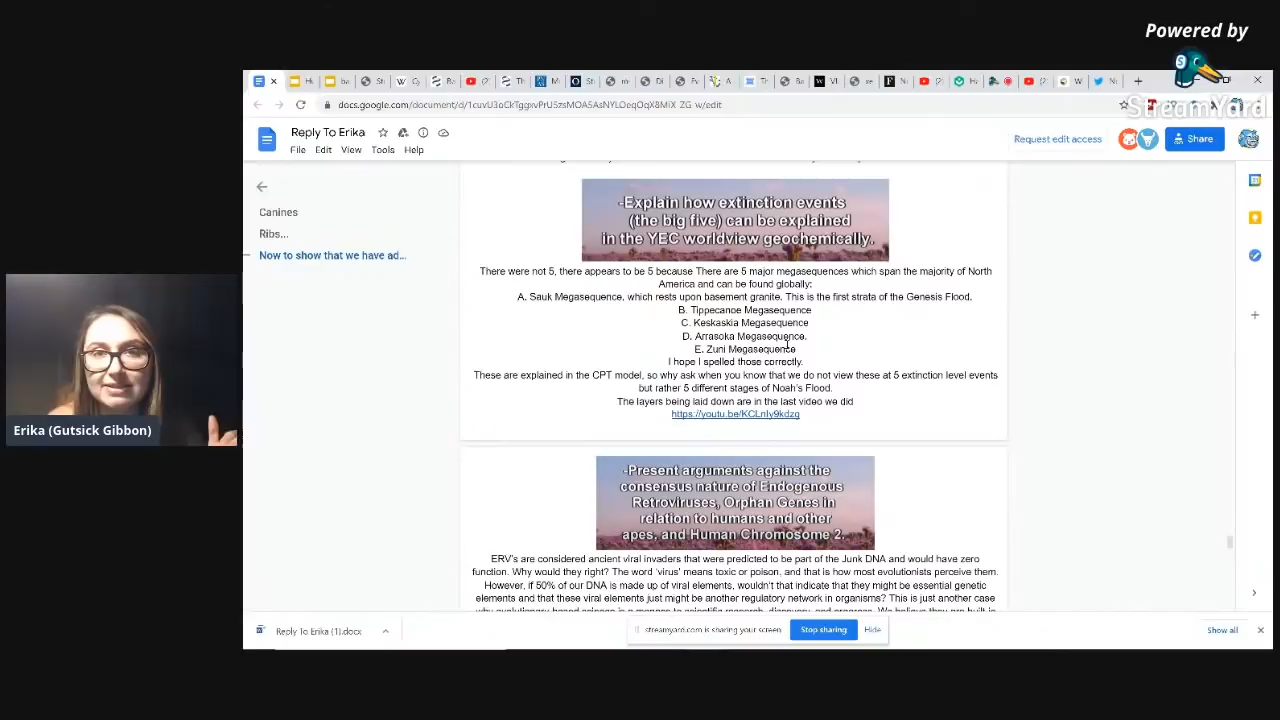 Powered by
StreamYard
docs.google.com/document/d/
Reply To Erika
File Edit View Tools Help
Request edit access
Share
Canines
Ribs...
Now to show that we have ad...
-Explain how extinction events
(the big five) can be explained
in the YEC worldview geochemically.
There were not 5, there appears to be 5 because There are 5 major megasequences which span the majority of North
America and can be found globally:
A. Sauk Megasequence, which rests upon basement granite. This is the first strata of the Genesis Flood.
B. Tippecanoe Megasequence
C. Keskaskia Megasequence
D. Arrasoka Megasequence.
E. Zuni Megasequence
I hope I spelled those correctly.
These are explained in the CPT model, so why ask when you know that we do not view these at 5 extinction level events
but rather 5 different stages of Noah's Flood.
The layers being laid down are in the last video we did
https://youtu.be/KCLnIy9kdzg
-Present arguments against the
consensus nature of Endogenous
Retroviruses, Orphan Genes in
relation to humans and other
apes, and Human Chromosome 2.
ERV's are considered ancient viral invaders that were predicted to be part of the Junk DNA and would have zero
function. Why would they right? The word 'virus' means toxic or poison, and that is how most evolutionists perceive them.
However, if 50% of our DNA is made up of viral elements, wouldn't that indicate that they might be essential genetic
elements and that these viral elements just might be another regulatory network in organisms? This is just another case
Erika (Gutsick Gibbon)
Reply To Erika (1).docx
streamyard.com is sharing your screen.
Stop sharing
Hide
Show all